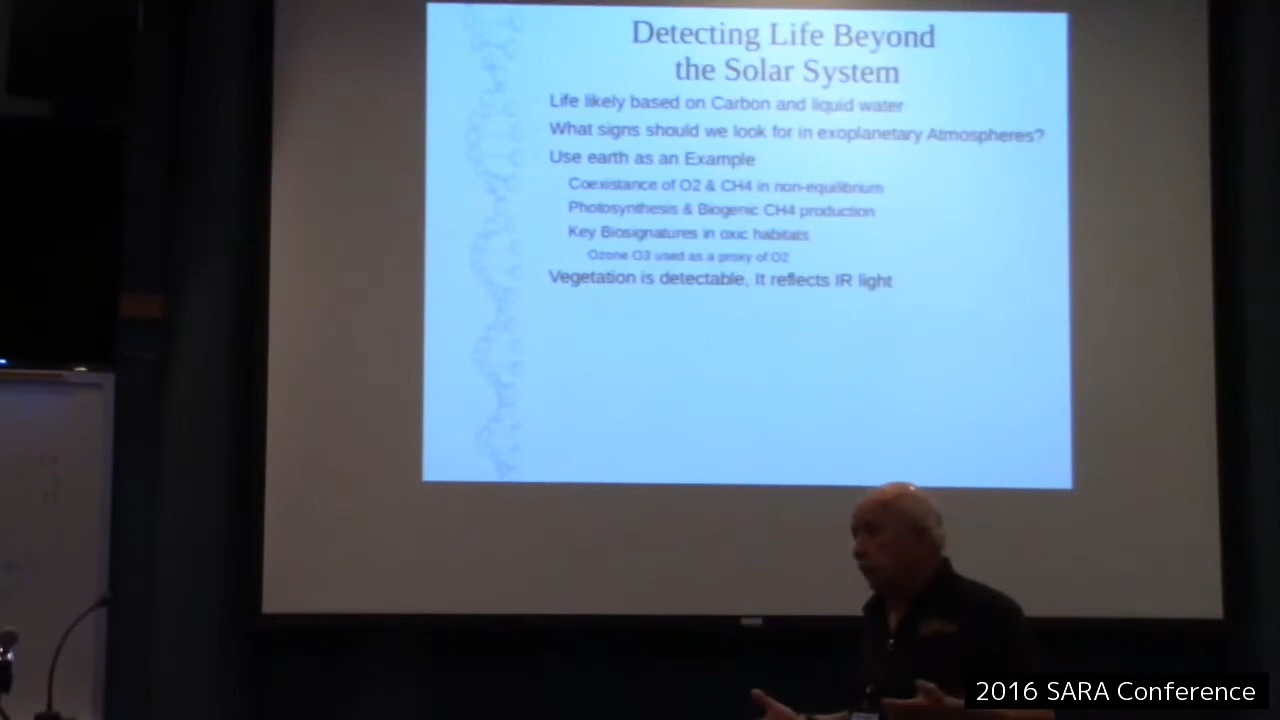 Detecting Life Beyond
the Solar System
Life likely based on Carbon and liquid water
What signs should we look for in exoplanetary Atmospheres?
Use earth as an Example
Coexistance of O2 & CH4 in non-equilibrium
Photosynthesis & Biogenic CH4 production
Key Biosignatures in oxic habitats
Ozone O3 used as a proxy of O2
Vegetation is detectable, It reflects IR light
2016 SARA Conference